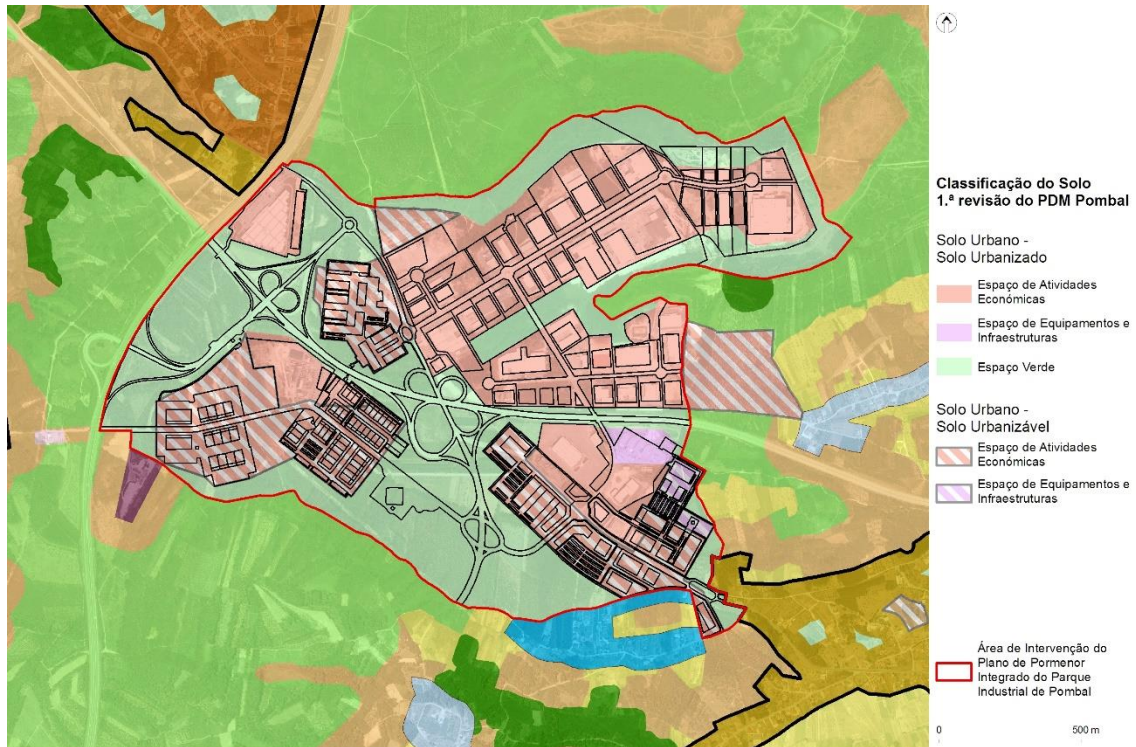 Classificação do Solo
1.ª revisão do PDM Pombal
Solo Urbano -
Solo Urbanizado
Espaço de Atividades
Económicas
Espaço de Equipamentos e
Infraestruturas
Espaço Verde
Solo Urbano -
Solo Urbanizável
Espaço de Atividades
Económicas
Espaço de Equipamentos e
Infraestruturas
Área de Intervenção do
Plano de Pormenor
Integrado do Parque
Industrial de Pombal
0 500 m